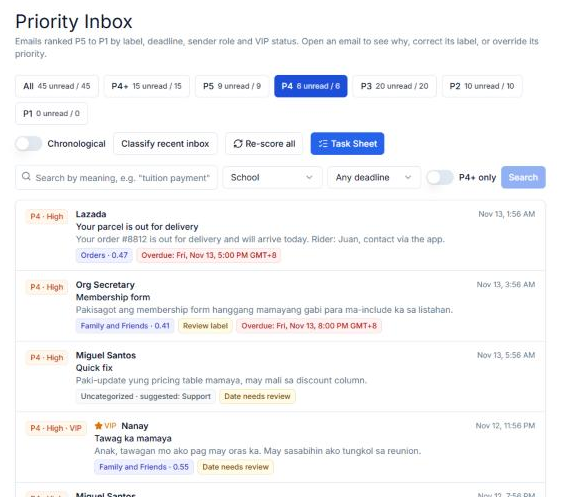 Priority Inbox
Emails ranked P5 to P1 by label, deadline, sender role and VIP status. Open an email to see why, correct its label, or override its
priority.
All 45 unread / 45 P4+ 15 unread / 15 P5 9 unread / 9 P4 6 unread / 6 P3 20 unread / 20 P2 10 unread / 10
P1 0 unread / 0
Chronological Classify recent inbox Re-score all Task Sheet
Search by meaning, e.g. "tuition payment" School Any deadline P4+ only Search
P4 · High Lazada Nov 13, 1:56 AM
Your parcel is out for delivery
Your order #8812 is out for delivery and will arrive today. Rider: Juan, contact via the app.
Orders · 0.47 Overdue: Fri, Nov 13, 5:00 PM GMT+8
P4 · High Org Secretary Nov 13, 3:56 AM
Membership form
Pakisagot ang membership form hanggang mamayang gabi para ma-include ka sa listahan.
Family and Friends · 0.41 Review label Overdue: Fri, Nov 13, 8:00 PM GMT+8
P4 · High Miguel Santos Nov 13, 5:56 AM
Quick fix
Paki-update yung pricing table mamaya, may mali sa discount column.
Uncategorized · suggested: Support Date needs review
P4 · High · VIP VIP Nanay Nov 12, 11:56 PM
Tawag ka mamaya
Anak, tawagan mo ako pag may oras ka. May sasabihin ako tungkol sa reunion.
Family and Friends · 0.55 Date needs review
Miguel Santos